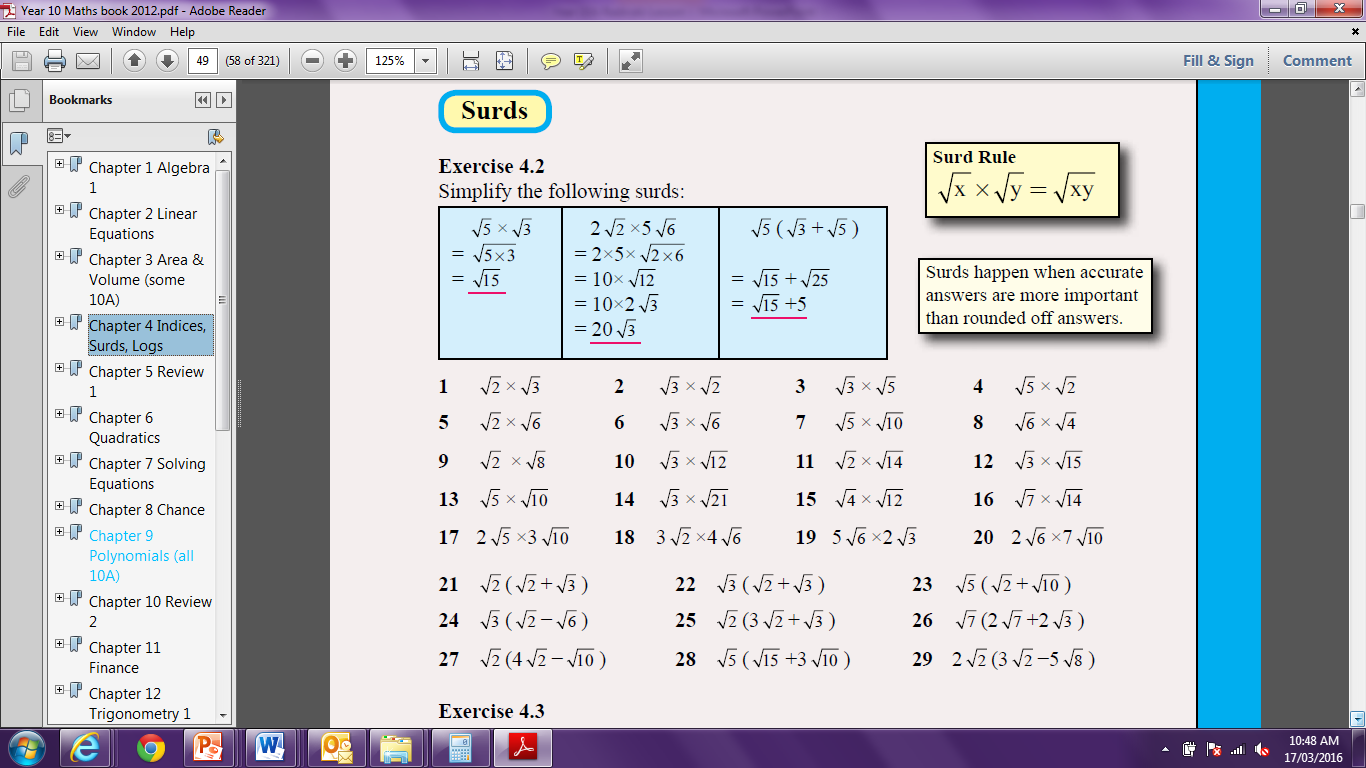 Year 10 Maths book 2012.pdf - Adobe Reader
File Edit View Window Help
49 (58 of 321) 125% Fill & Sign Comment
Bookmarks
Chapter 1 Algebra
1
Chapter 2 Linear
Equations
Chapter 3 Area &
Volume (some
10A)
Chapter 4 Indices,
Surds, Logs
Chapter 5 Review
1
Chapter 6
Quadratics
Chapter 7 Solving
Equations
Chapter 8 Chance
Chapter 9
Polynomials (all
10A)
Chapter 10 Review
2
Chapter 11
Finance
Chapter 12
Trigonometry 1
Surds
Exercise 4.2
Simplify the following surds:
Surd Rule
√x × √y = √xy
√5 × √3
= √5×3
= √15
2√2 ×5√6
= 2×5×√2×6
= 10×√12
= 10×2√3
= 20√3
√5 ( √3 + √5 )
= √15 + √25
= √15 +5
Surds happen when accurate
answers are more important
than rounded off answers.
1 √2 × √3 2 √3 × √2 3 √3 × √5 4 √5 × √2
5 √2 × √6 6 √3 × √6 7 √5 × √10 8 √6 × √4
9 √2 × √8 10 √3 × √12 11 √2 × √14 12 √3 × √15
13 √5 × √10 14 √3 × √21 15 √4 × √12 16 √7 × √14
17 2√5 ×3√10 18 3√2 ×4√6 19 5√6 ×2√3 20 2√6 ×7√10
21 √2 ( √2 + √3 ) 22 √3 ( √2 + √3 ) 23 √5 ( √2 + √10 )
24 √3 ( √2 − √6 ) 25 √2 (3√2 + √3 ) 26 √7 (2√7 +2√3 )
27 √2 (4√2 − √10 ) 28 √5 ( √15 +3√10 ) 29 2√2 (3√2 −5√8 )
Exercise 4.3
10:48 AM
17/03/2016